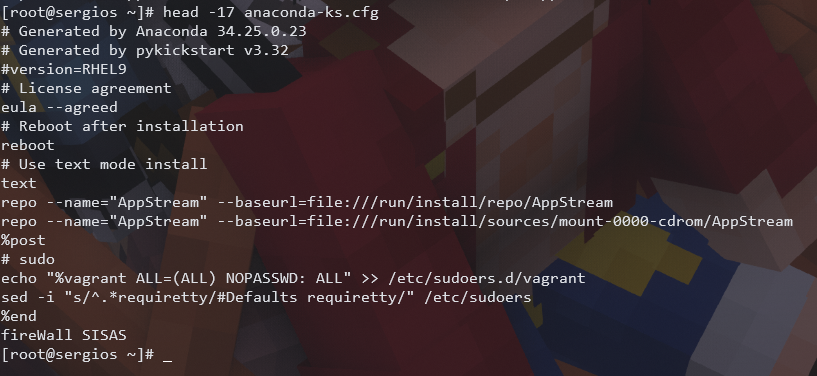 [root@sergios ~]# head -17 anaconda-ks.cfg
# Generated by Anaconda 34.25.0.23
# Generated by pykickstart v3.32
#version=RHEL9
# License agreement
eula --agreed
# Reboot after installation
reboot
# Use text mode install
text
repo --name="AppStream" --baseurl=file:///run/install/repo/AppStream
repo --name="AppStream" --baseurl=file:///run/install/sources/mount-0000-cdrom/AppStream
%post
# sudo
echo "%vagrant ALL=(ALL) NOPASSWD: ALL" >> /etc/sudoers.d/vagrant
sed -i "s/^.*requiretty/#Defaults requiretty/" /etc/sudoers
%end
fireWall SISAS
[root@sergios ~]# _